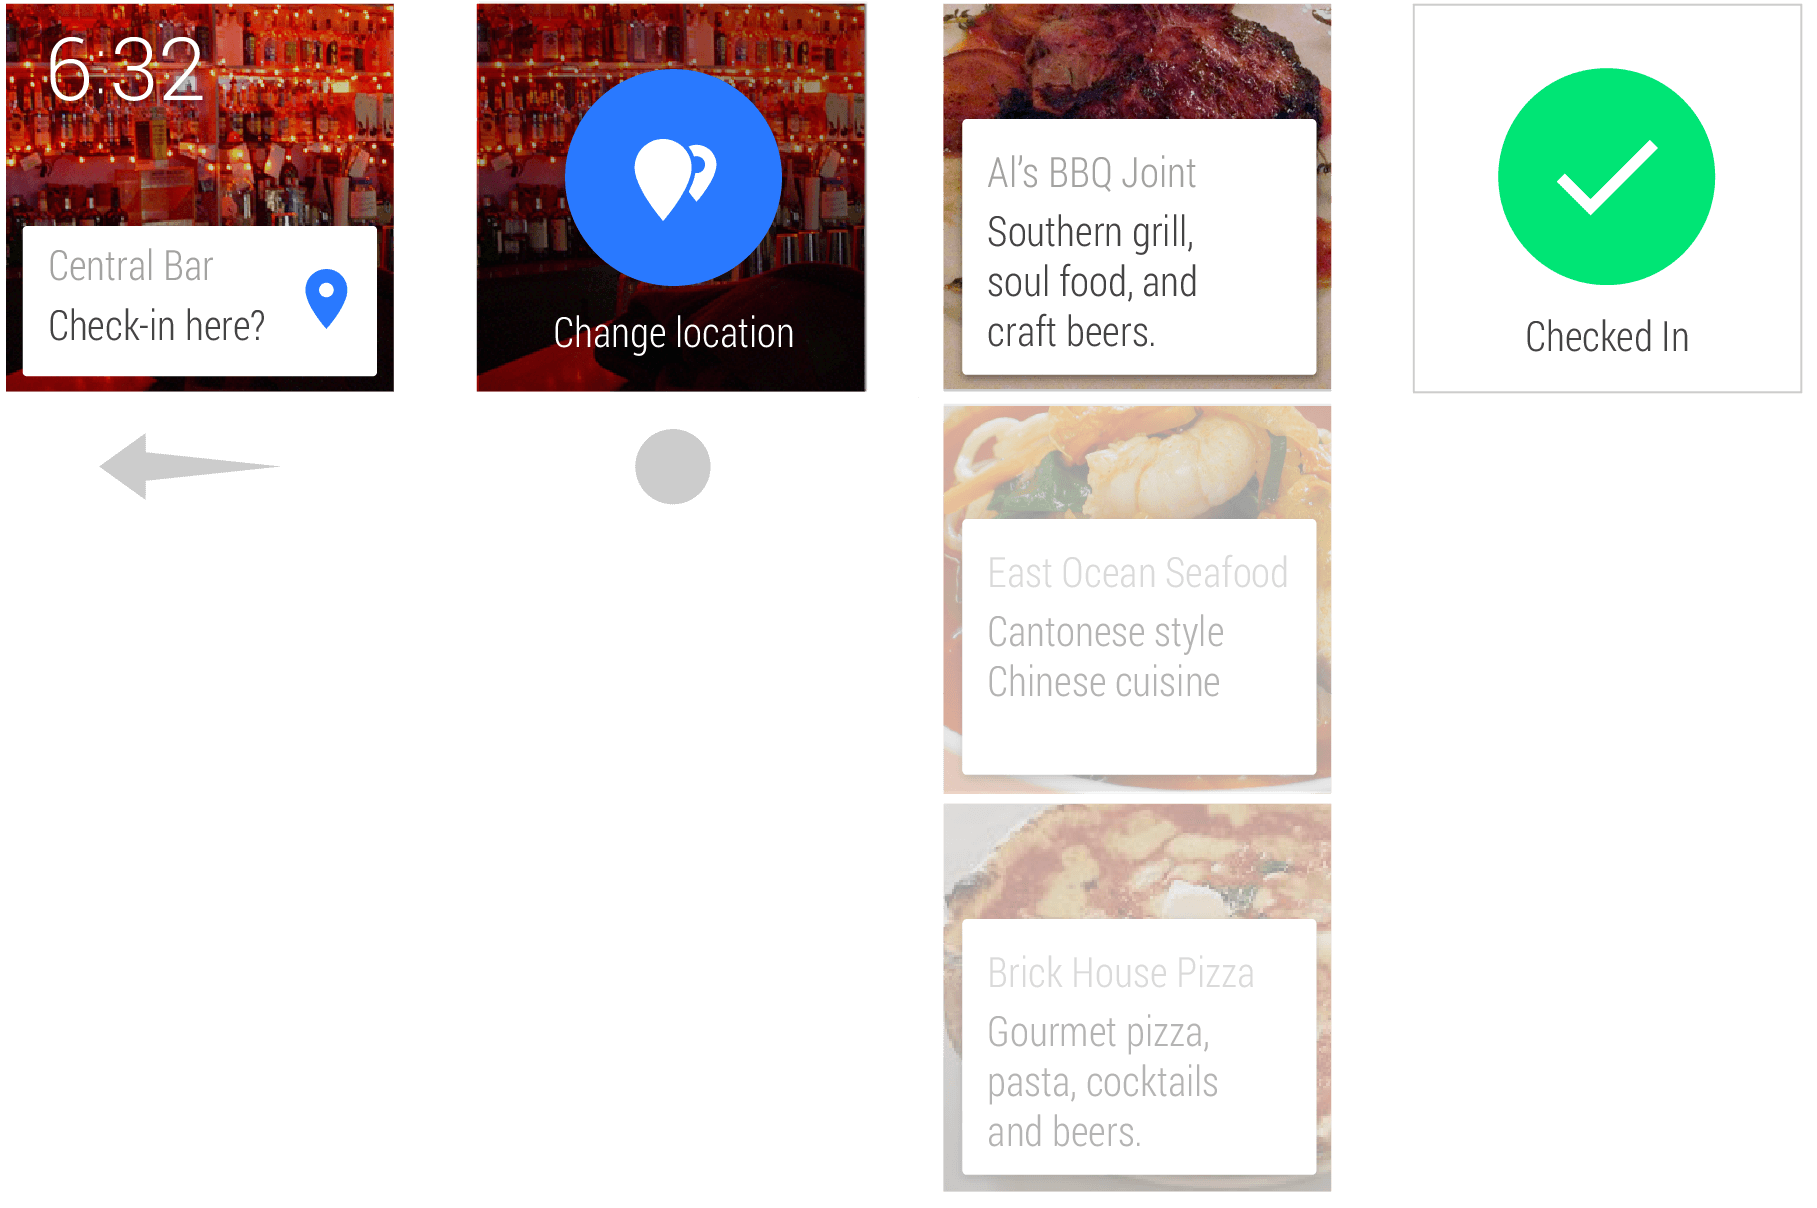 6:32
Central Bar
Check-in here?
Change location
Al’s BBQ Joint
Southern grill,
soul food, and
craft beers.
East Ocean Seafood
Cantonese style
Chinese cuisine
Brick House Pizza
Gourmet pizza,
pasta, cocktails
and beers.
Checked In